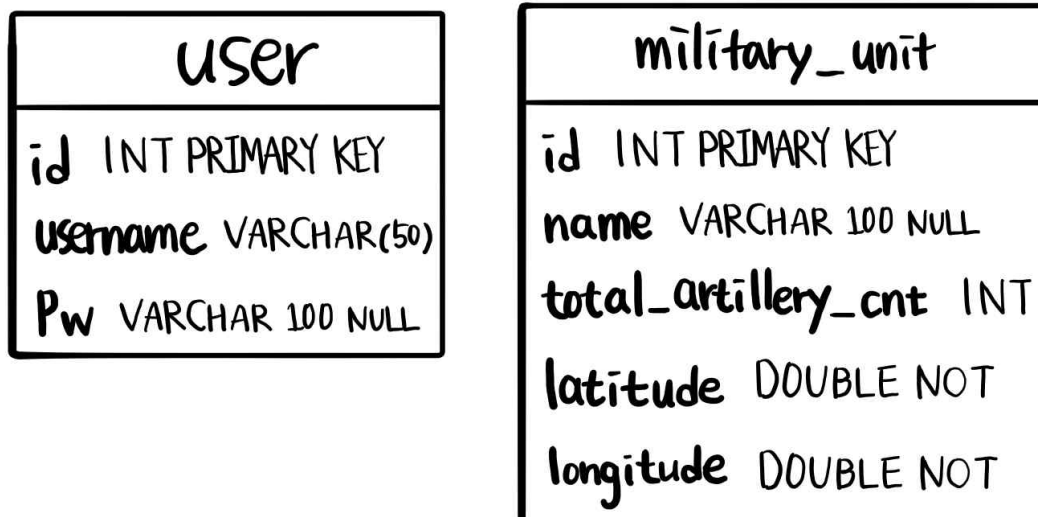 user
id INT PRIMARY KEY
username VARCHAR(50)
Pw VARCHAR 100 NULL
military_unit
id INT PRIMARY KEY
name VARCHAR 100 NULL
total_artillery_cnt INT
latitude DOUBLE NOT
longitude DOUBLE NOT